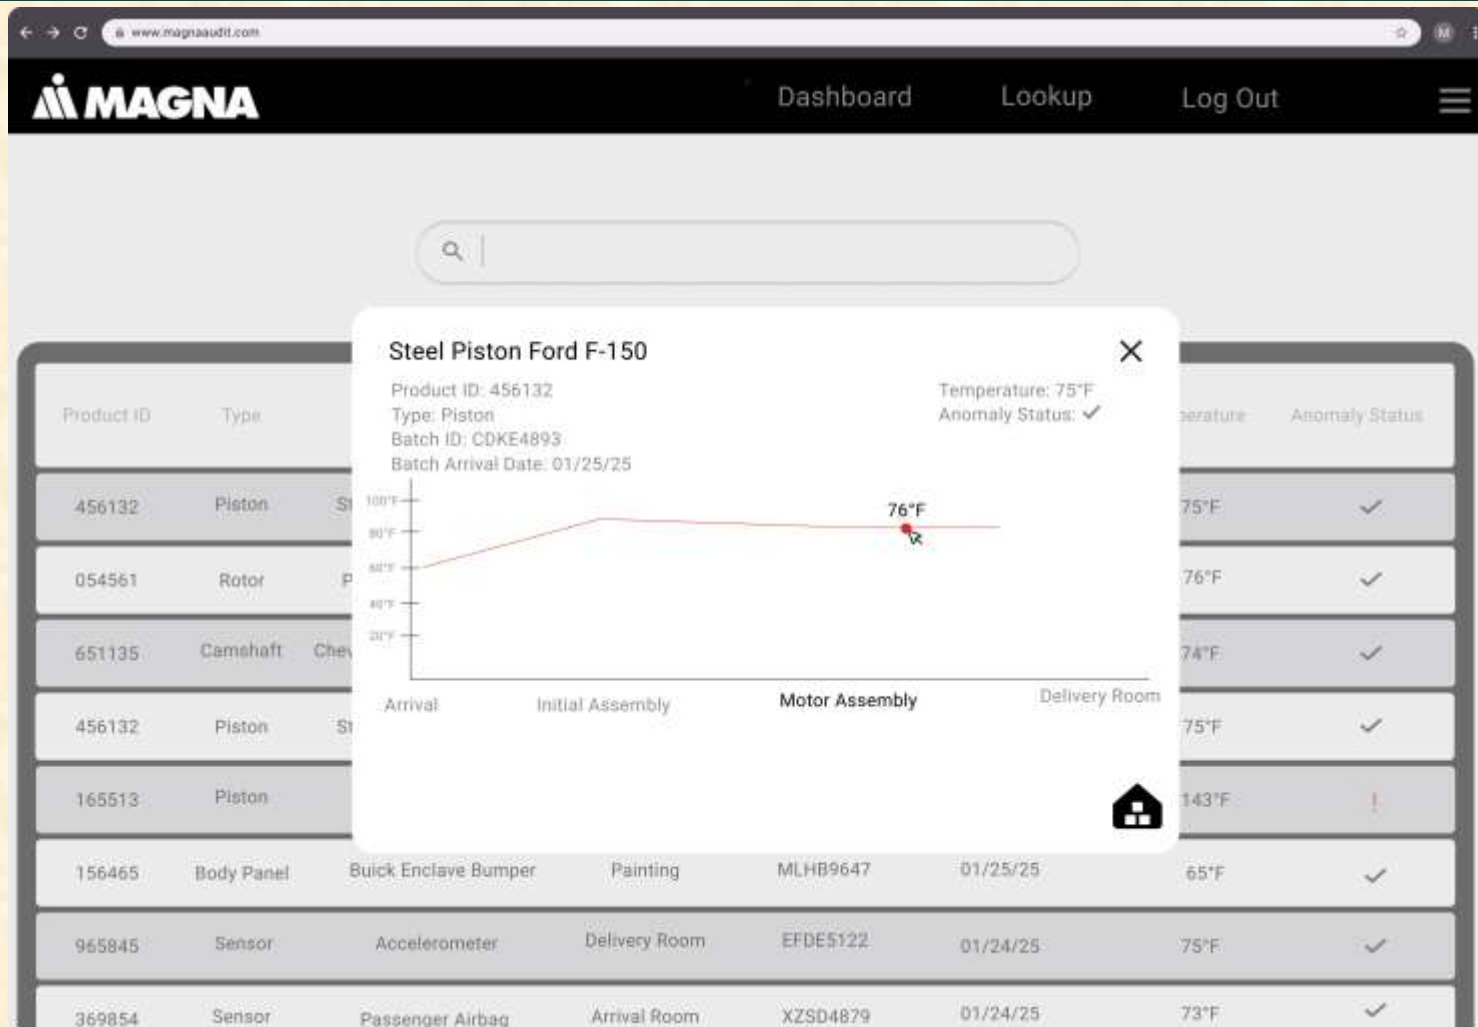 www.magnaaudit.com
M
MAGNA
Dashboard Lookup Log Out
Steel Piston Ford F-150
Product ID: 456132
Type: Piston
Batch ID: CDKE4893
Batch Arrival Date: 01/25/25
Temperature: 75°F
Anomaly Status:
100°F
80°F
60°F
40°F
20°F
76°F
Arrival Initial Assembly Motor Assembly Delivery Room
Product ID Type perature Anomaly Status
456132 Piston St 75°F
054561 Rotor P 76°F
651135 Camshaft Chev 74°F
456132 Piston St 75°F
165513 Piston 143°F !
156465 Body Panel Buick Enclave Bumper Painting MLHB9647 01/25/25 65°F
965845 Sensor Accelerometer Delivery Room EFDE5122 01/24/25 75°F
369854 Sensor Passenger Airbag Arrival Room XZSD4879 01/24/25 73°F